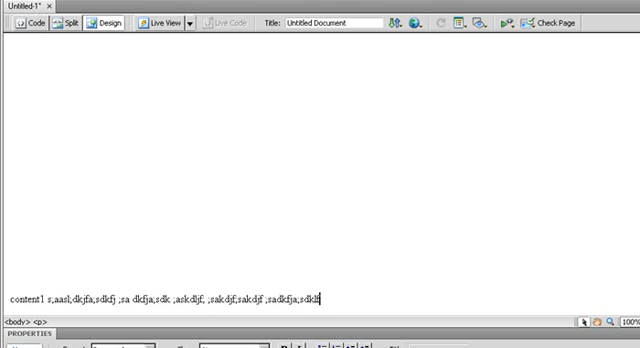 Untitled-1* ×
Code Split Design Live View Live Code Title: Untitled Document Check Page
content1 s;aasl;dkjfa;sdkfj ;sa dkfja;sdk ;askdljf, ;sakdjf;sakdjf ;sadkfja;sdklfj
<body> <p> 100%
PROPERTIES